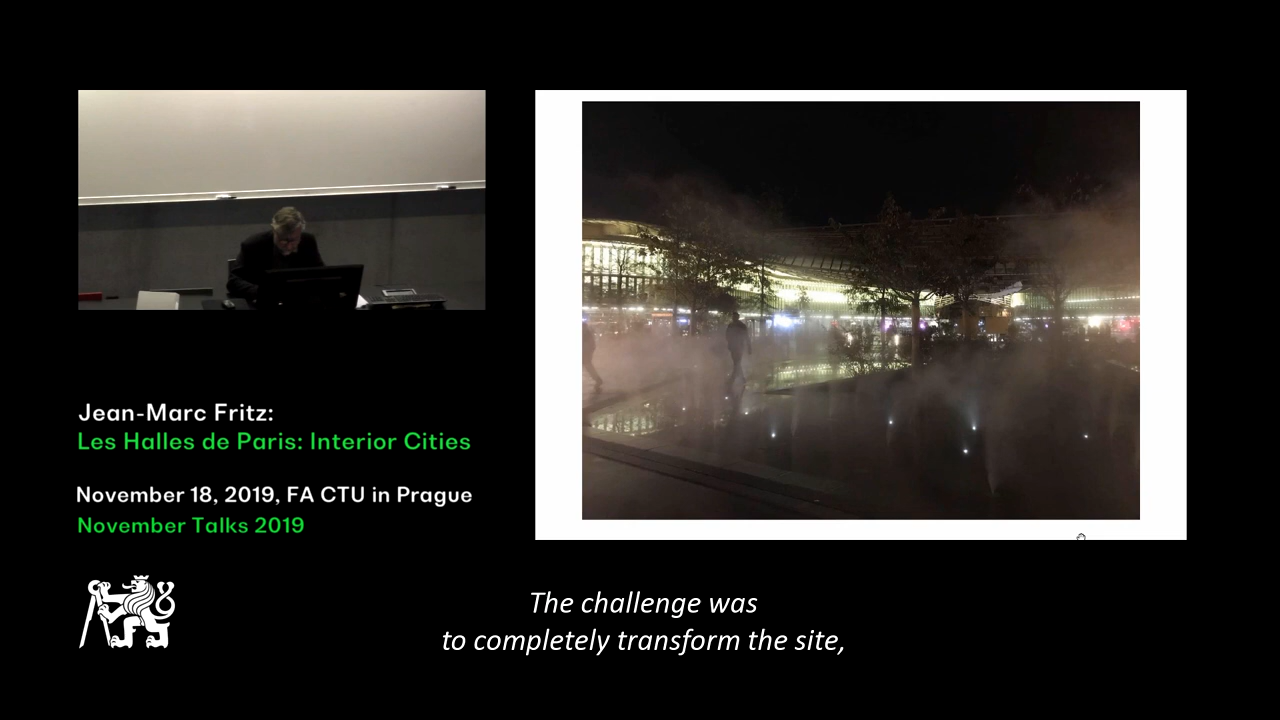 Jean-Marc Fritz:
Les Halles de Paris: Interior Cities
November 18, 2019, FA CTU in Prague
November Talks 2019
The challenge was
to completely transform the site,